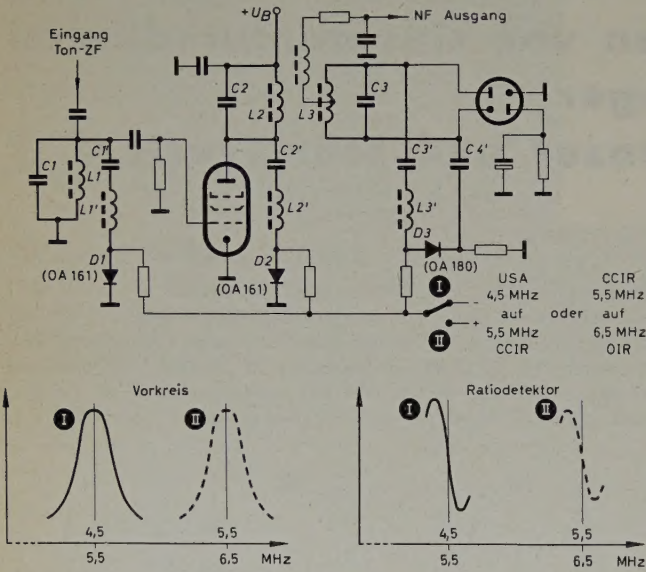 +UB
NF Ausgang
Eingang
Ton-ZF
C2
L2
L3
C3
C1
L1
C1'
L1'
C2'
L2'
C3'
C4'
L3'
D1
(OA 161)
D2
(OA 161)
D3
(OA 180)
I
II
USA CCIR
4,5 MHz 5,5 MHz
auf oder auf
5,5 MHz 6,5 MHz
CCIR OIR
Vorkreis
I II
4,5 5,5
5,5 6,5 MHz
Ratiodetektor
I II
4,5 5,5
5,5 6,5 MHz